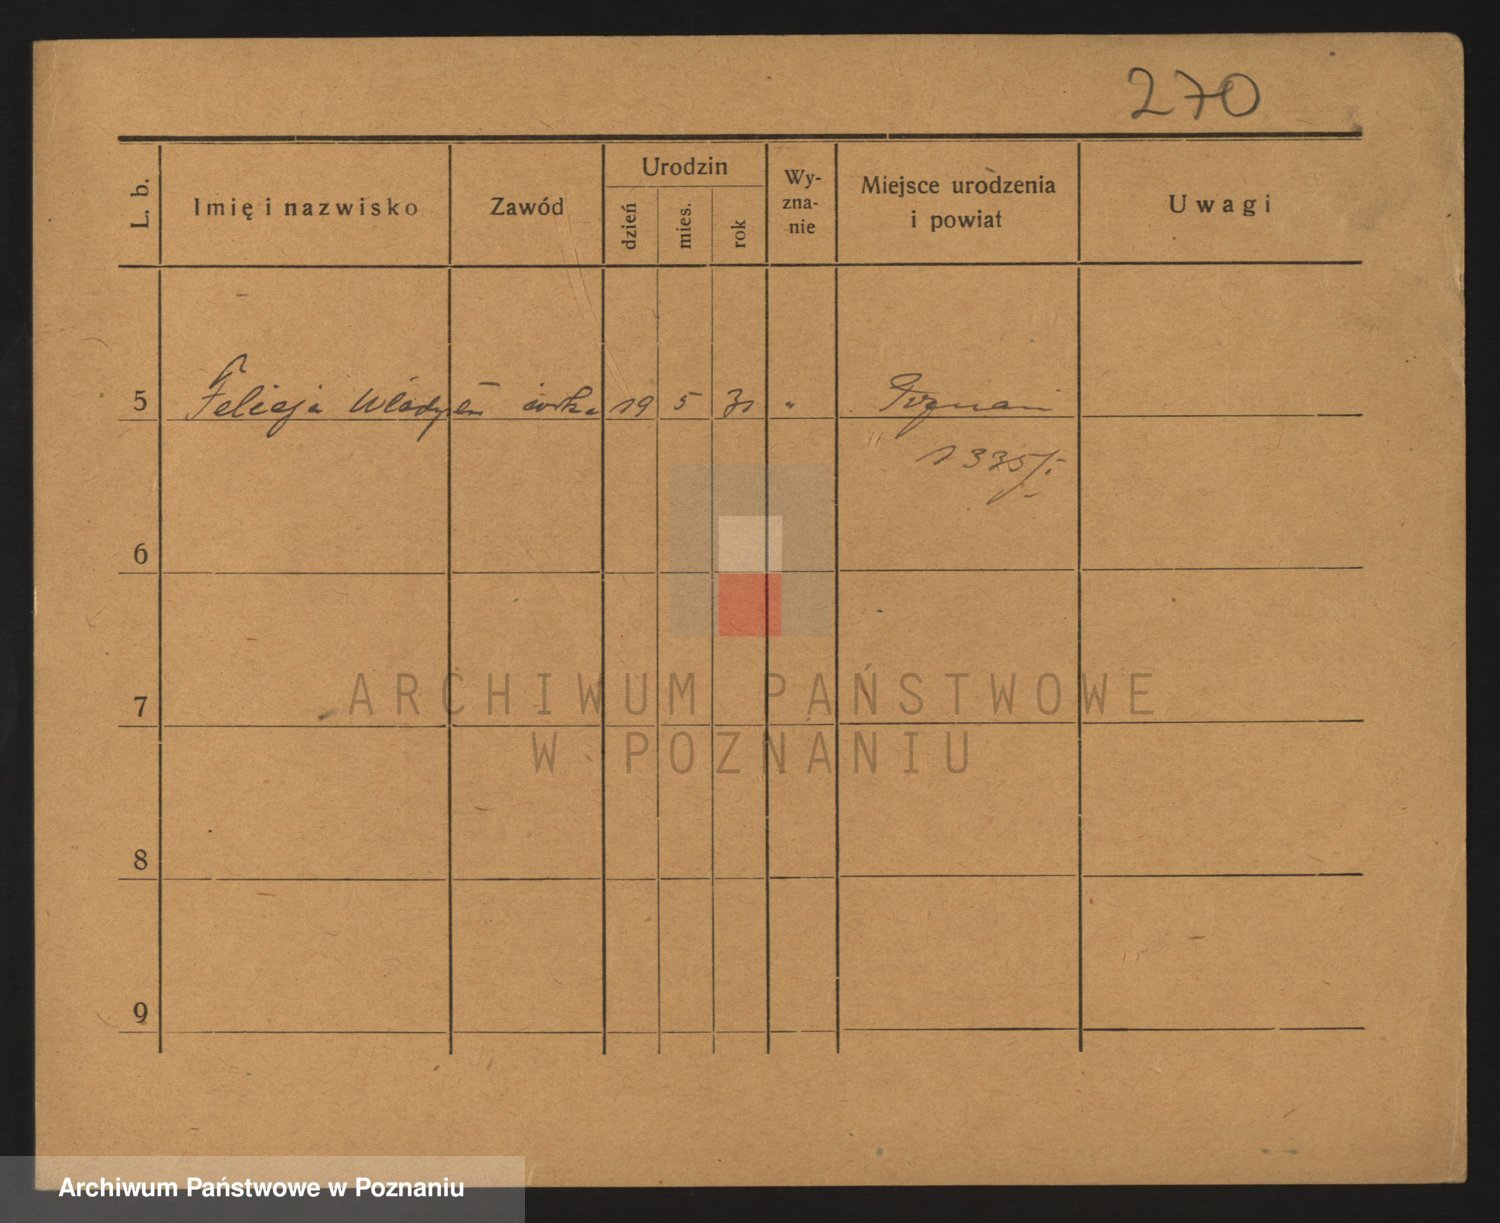 270
L. b. Imię i nazwisko Zawód Urodzin dzień mies. rok Wy-zna-nie Miejsce urodzenia i powiat Uwagi
5 Felicja córka 19 5 31 " Poznań
1335/.
6
7
8
9
ARCHIWUM PAŃSTWOWE
W POZNANIU
Archiwum Państwowe w Poznaniu